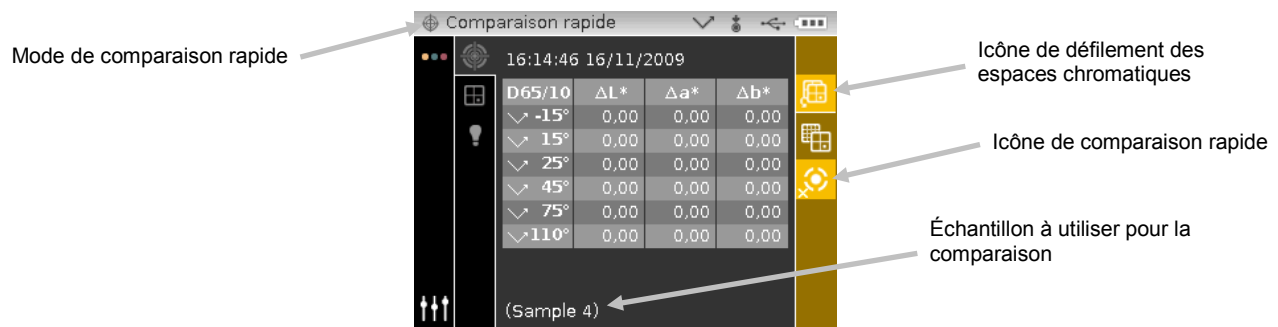 Comparaison rapide
Mode de comparaison rapide
16:14:46 16/11/2009
D65/10 ΔL* Δa* Δb*
-15° 0,00 0,00 0,00
15° 0,00 0,00 0,00
25° 0,00 0,00 0,00
45° 0,00 0,00 0,00
75° 0,00 0,00 0,00
110° 0,00 0,00 0,00
(Sample 4)
Icône de défilement des
espaces chromatiques
Icône de comparaison rapide
Échantillon à utiliser pour la
comparaison